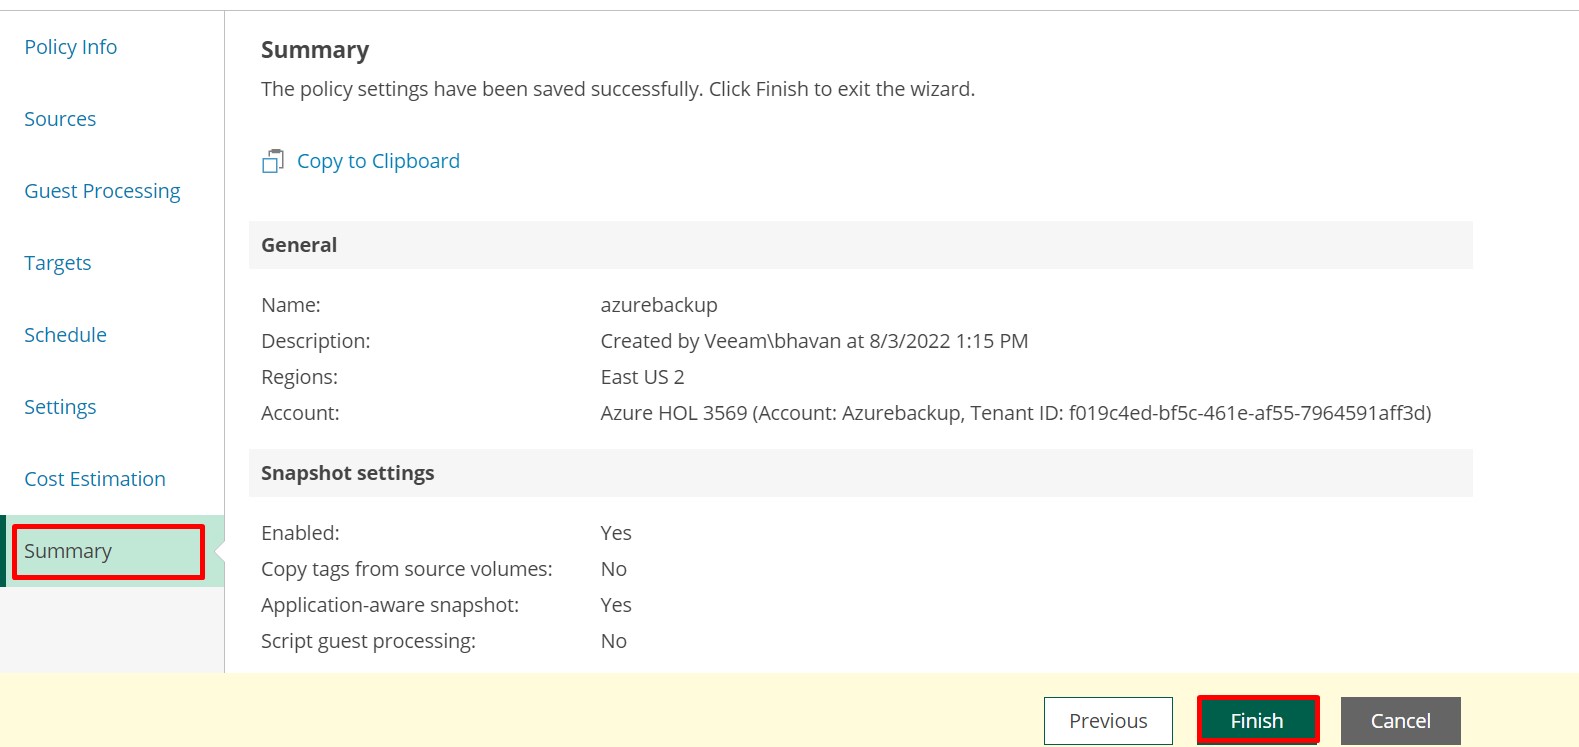 Policy Info
Sources
Guest Processing
Targets
Schedule
Settings
Cost Estimation
Summary
Summary
The policy settings have been saved successfully. Click Finish to exit the wizard.
Copy to Clipboard
General
Name: azurebackup
Description: Created by Veeam\bhavan at 8/3/2022 1:15 PM
Regions: East US 2
Account: Azure HOL 3569 (Account: Azurebackup, Tenant ID: f019c4ed-bf5c-461e-af55-7964591aff3d)
Snapshot settings
Enabled: Yes
Copy tags from source volumes: No
Application-aware snapshot: Yes
Script guest processing: No
Previous Finish Cancel